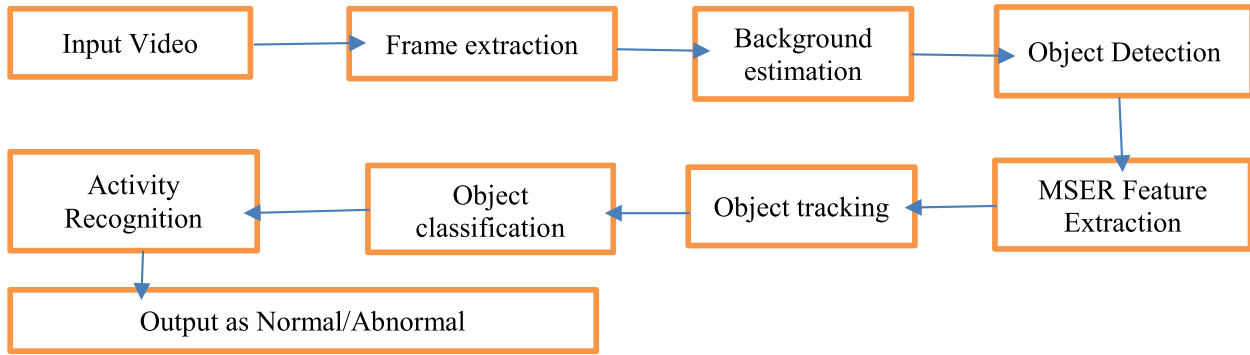 Input Video
Frame extraction
Background
estimation
Object Detection
MSER Feature
Extraction
Object tracking
Object
classification
Activity
Recognition
Output as Normal/Abnormal